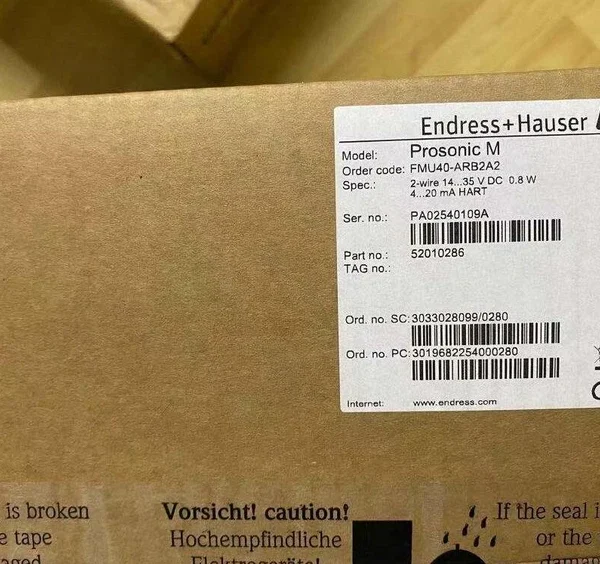 Endress+Hauser
Model: Prosonic M
Order code: FMU40-ARB2A2
Spec.: 2-wire 14...35 V DC 0.8 W
4...20 mA HART
Ser. no.: PA02540109A
Part no.: 52010286
TAG no.:
Ord. no. SC: 3033028099/0280
Ord. no. PC: 3019682254000280
Internet: www.endress.com
is broken
e tape
Vorsicht! caution!
Hochempfindliche
Elektrogeräte!
If the seal i
or the